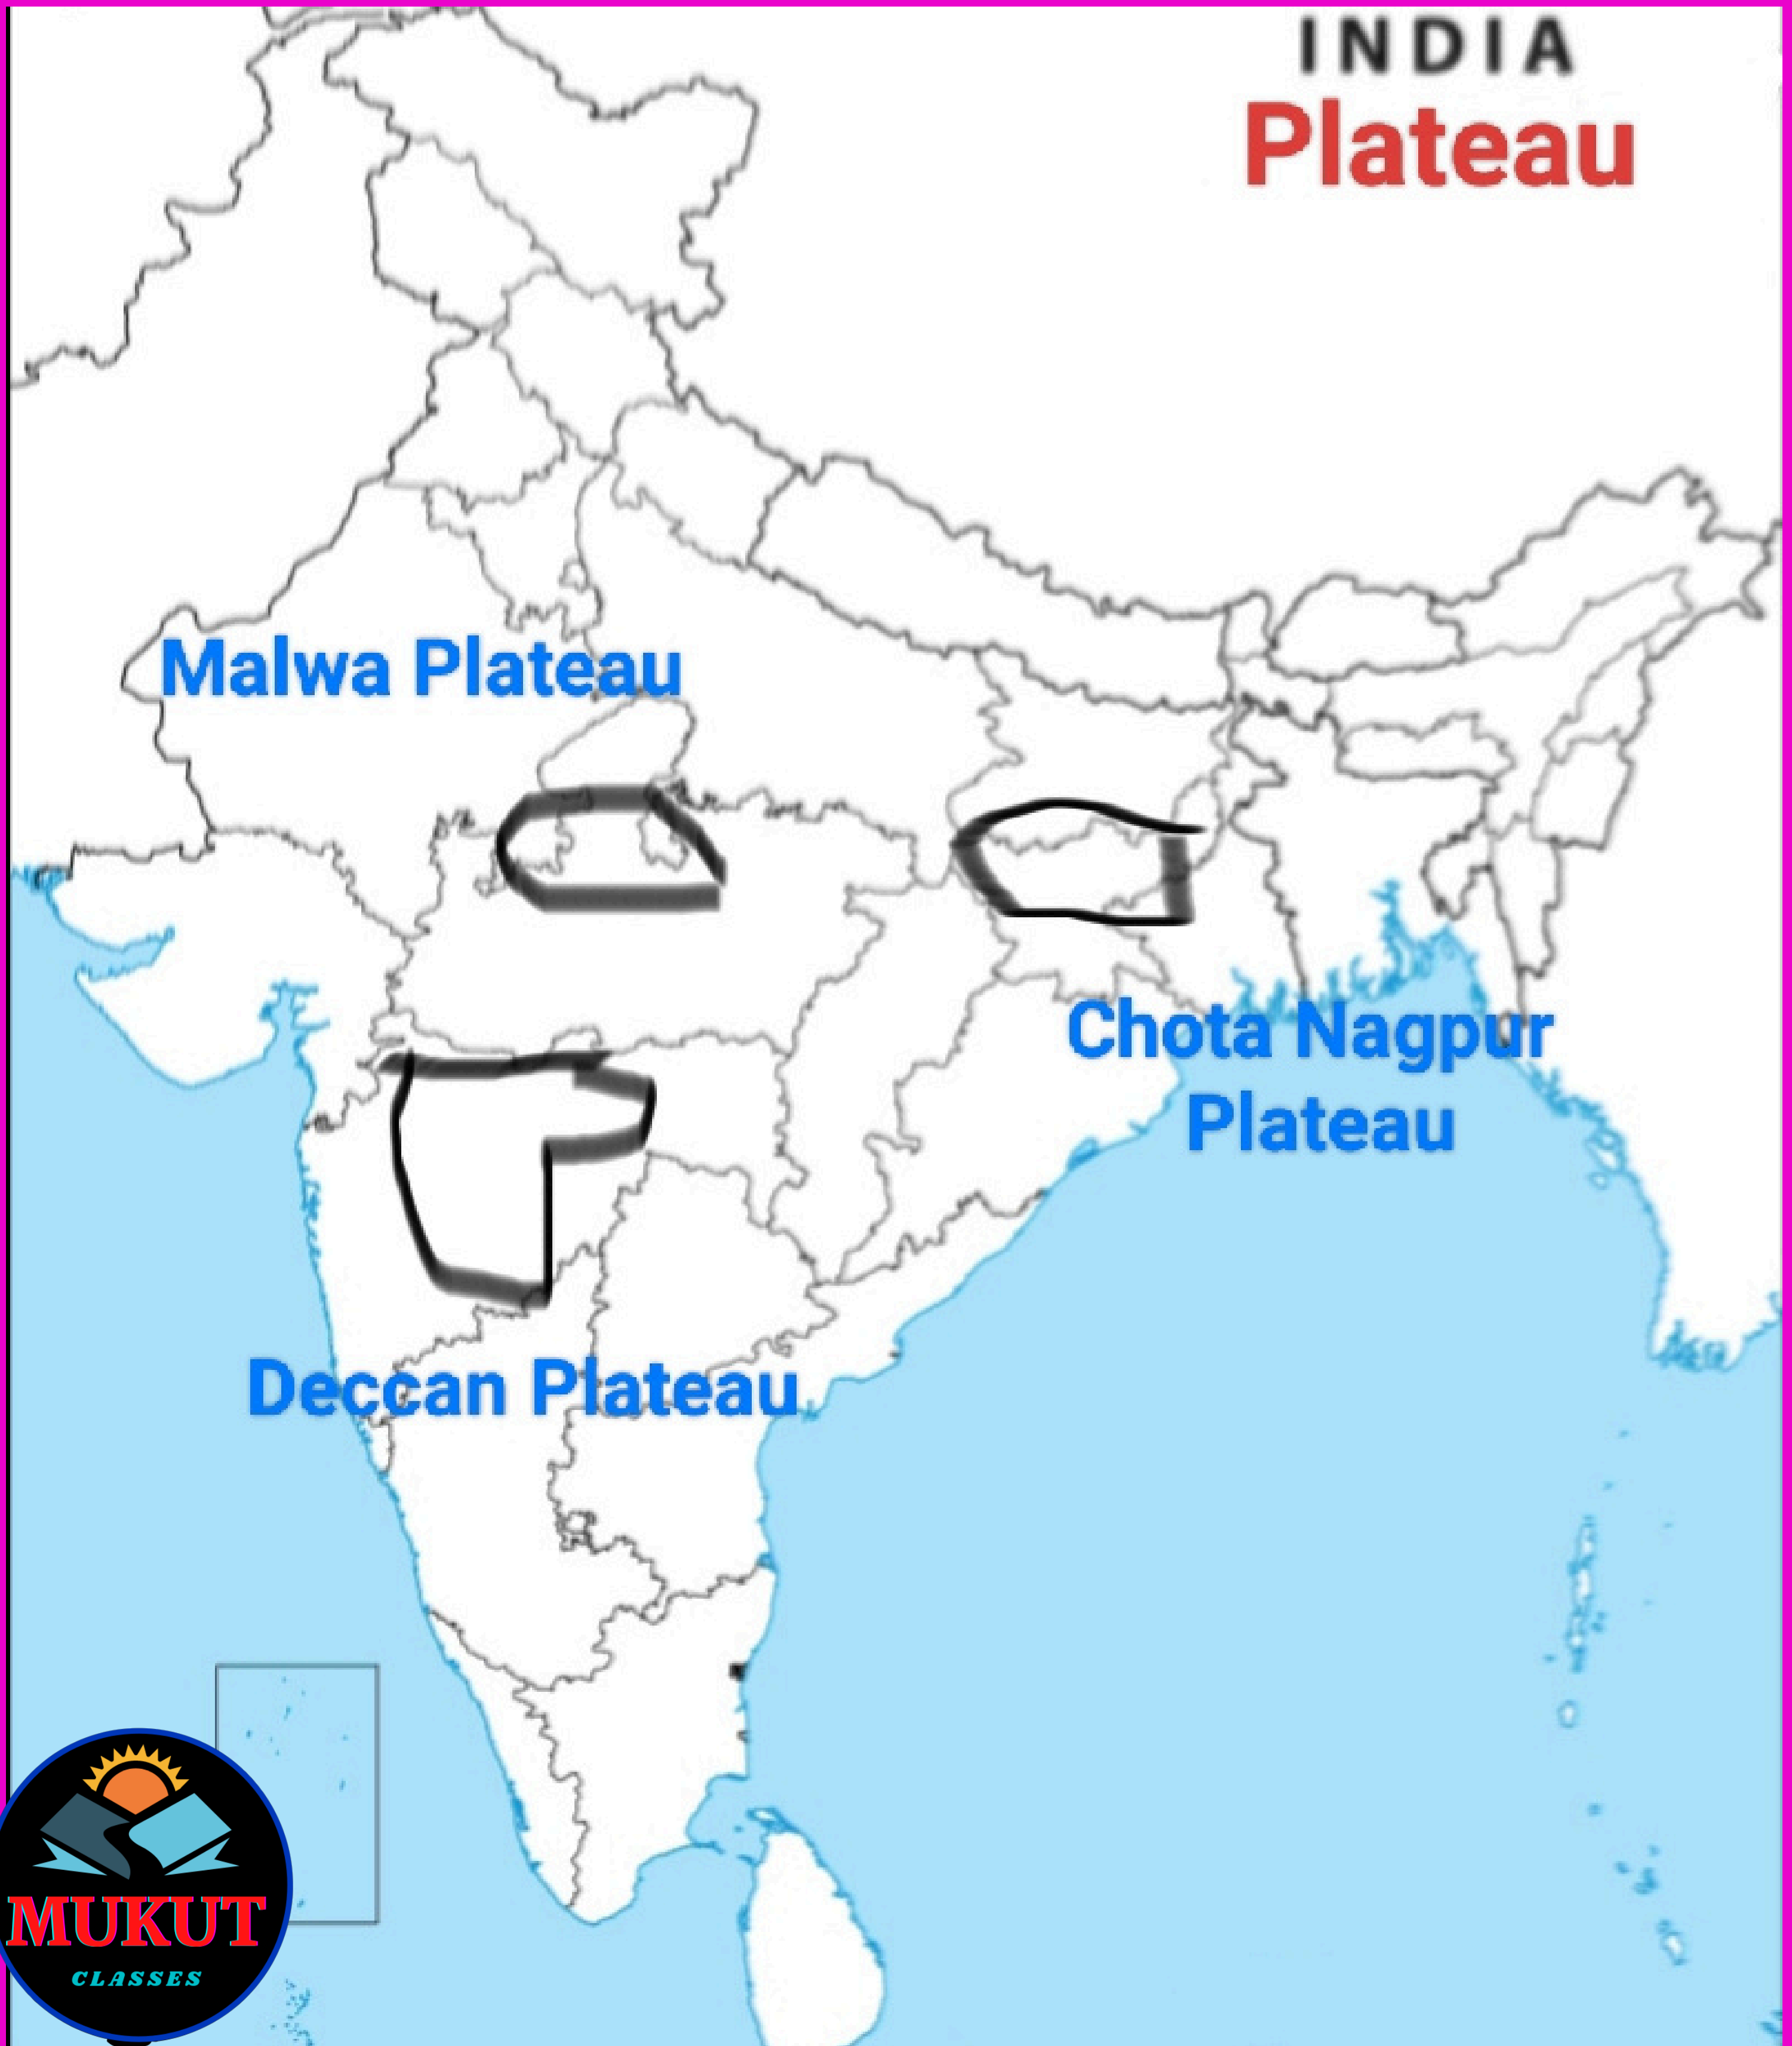 INDIA
Plateau
Malwa Plateau
Chota Nagpur
Plateau
Deccan Plateau
MUKUT
CLASSES